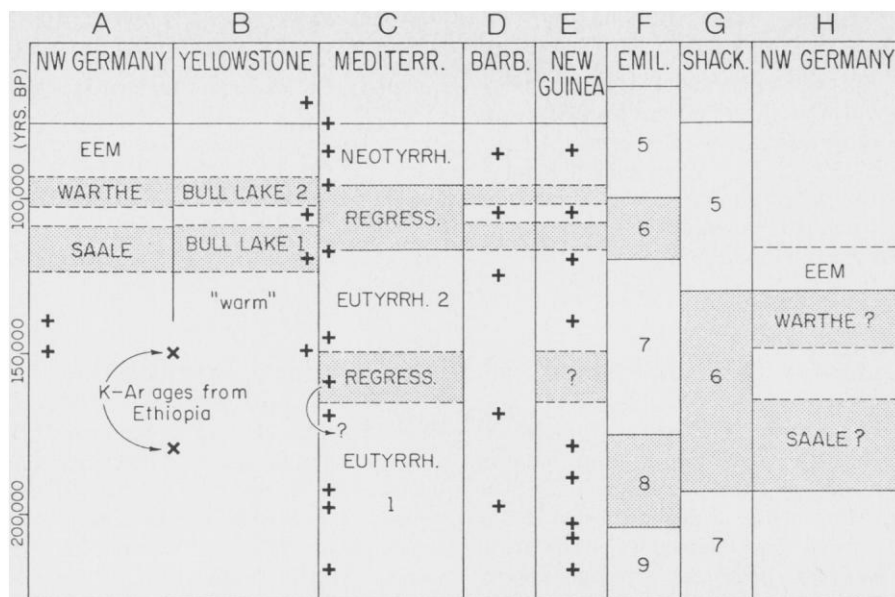 A B C D E F G H
NW GERMANY YELLOWSTONE MEDITERR. BARB. NEW GUINEA EMIL. SHACK. NW GERMANY
(YRS. BP)
EEM NEOTYRRH. 5
WARTHE BULL LAKE 2
100,000 REGRESS. 6 5
SAALE BULL LAKE 1
EEM
"warm" EUTYRRH. 2
7 WARTHE ?
150,000
K-Ar ages from REGRESS. ? 6
Ethiopia
?
EUTYRRH. SAALE ?
8
1
200,000
7
9